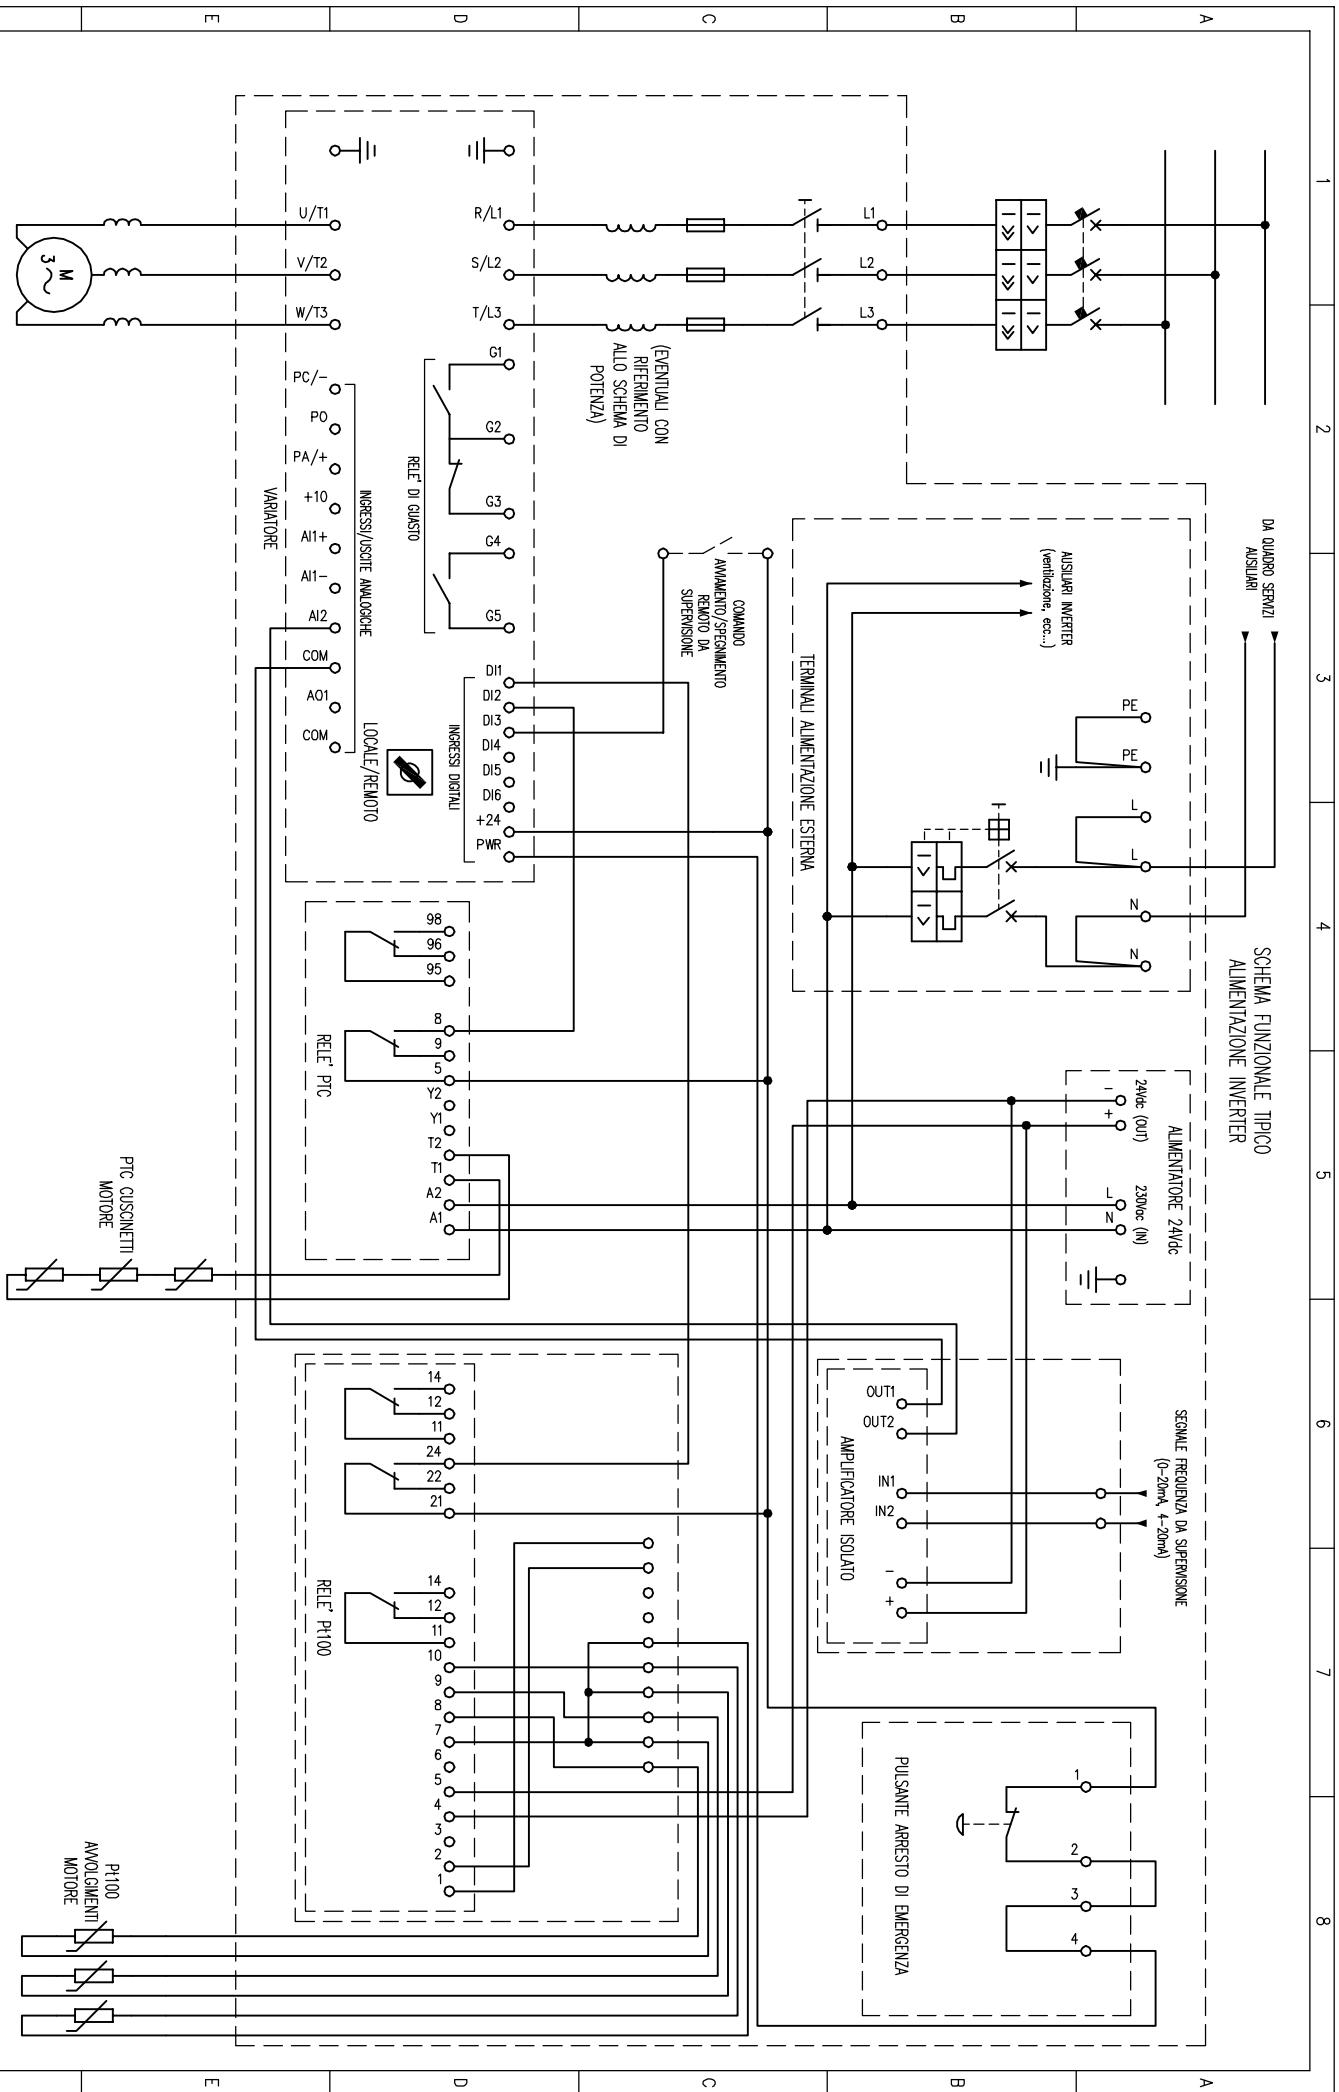 E
D
C
B
A
1
2
3
4
5
6
7
8
SCHEMA FUNZIONALE TIPICO
ALIMENTAZIONE INVERTER
DA QUADRO SERVIZI
AUSILIARI
AUSILIARI INVERTER
(ventilazione, ecc...)
TERMINALI ALIMENTAZIONE ESTERNA
PE
PE
L
L
N
N
L1
L2
L3
(EVENTUALI CON
RIFERIMENTO
ALLO SCHEMA DI
POTENZA)
COMANDO
AVVIAMENTO/SPEGNIMENTO
REMOTO DA
SUPERVISIONE
R/L1
S/L2
T/L3
G1
G2
G3
G4
G5
RELE' DI GUASTO
DI1
DI2
DI3
DI4
DI5
DI6
+24
PWR
INGRESSI DIGITALI
LOCALE/REMOTO
U/T1
V/T2
W/T3
PC/-
PO
PA/+
+10
AI1+
AI1-
AI2
COM
AO1
COM
INGRESSI/USCITE ANALOGICHE
VARIATORE
M
3
98
96
95
8
9
5
Y2
Y1
T2
T1
A2
A1
RELE' PTC
PTC CUSCINETTI
MOTORE
ALIMENTATORE 24Vdc
24Vdc (OUT)
230Vac (IN)
-
+
L
N
SEGNALE FREQUENZA DA SUPERVISIONE
(0-20mA, 4-20mA)
OUT1
OUT2
IN1
IN2
-
+
AMPLIFICATORE ISOLATO
14
12
11
24
22
21
14
12
11
10
9
8
7
6
5
4
3
2
1
RELE' Pt100
PULSANTE ARRESTO DI EMERGENZA
1
2
3
4
Pt100
AVVOLGIMENTI
MOTORE
E
D
C
B
A